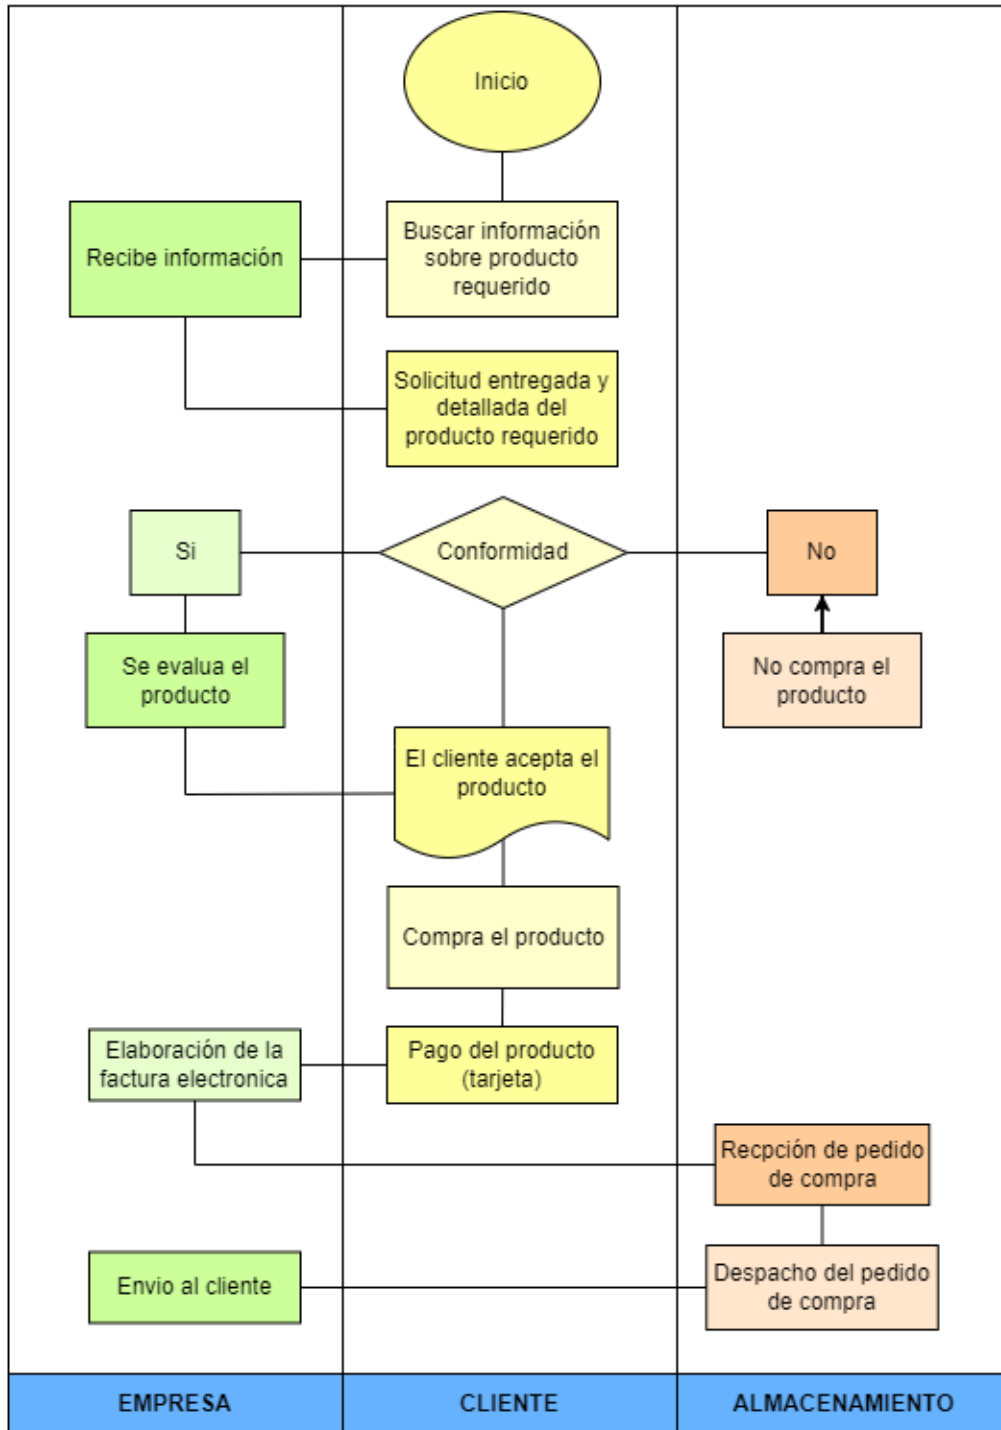 Inicio
Recibe información
Buscar información
sobre producto
requerido
Solicitud entregada y
detallada del
producto requerido
Si
Conformidad
No
Se evalua el
producto
No compra el
producto
El cliente acepta el
producto
Compra el producto
Elaboración de la
factura electronica
Pago del producto
(tarjeta)
Recpción de pedido
de compra
Envio al cliente
Despacho del pedido
de compra
EMPRESA
CLIENTE
ALMACENAMIENTO